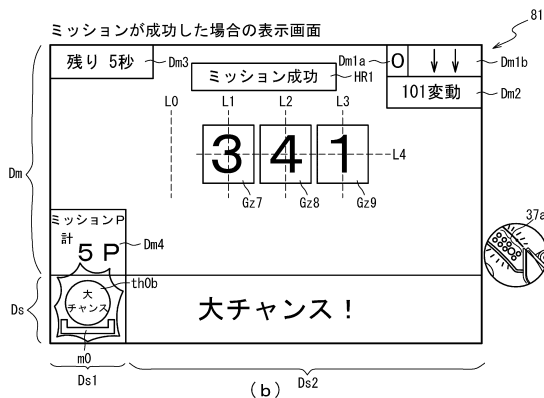 ミッションが成功した場合の表示画面
81
残り 5秒
Dm3
ミッション成功
HR1
Dm1a
0
↓ ↓
Dm1b
101変動
Dm2
L0
L1
L2
L3
3
4
1
L4
Gz7
Gz8
Gz9
Dm
ミッションP
計
5P
Dm4
37a
大
チャンス
th0b
大チャンス！
Ds
m0
Ds1
Ds2
(b)